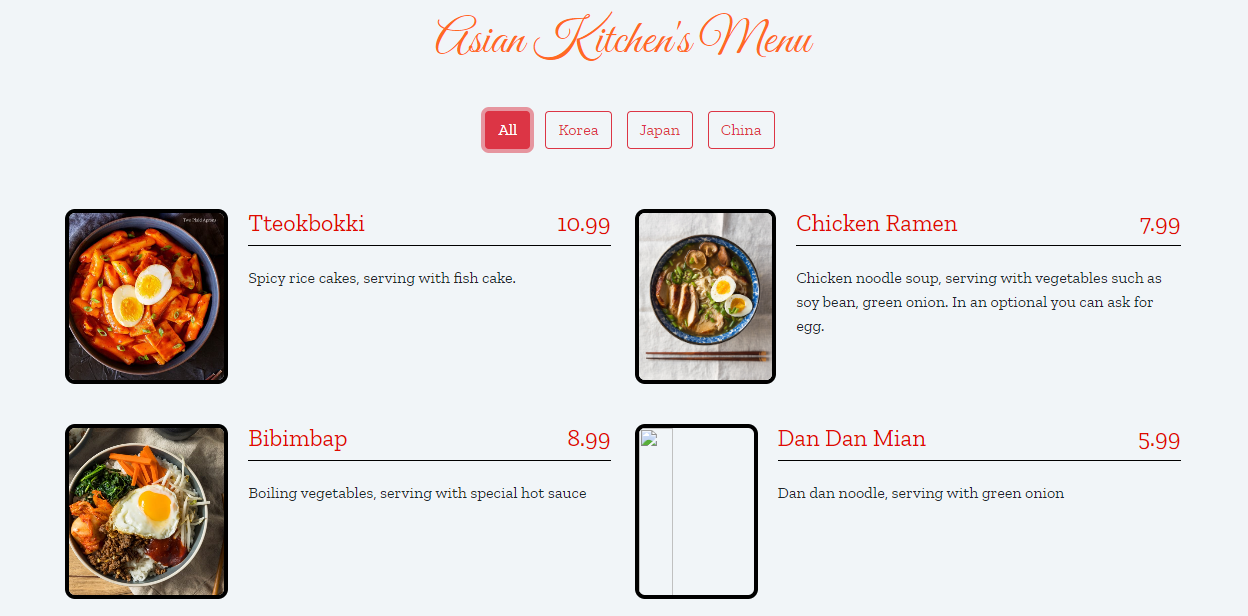 Asian Kitchen's Menu
All
Korea
Japan
China
Two Plaid Aprons
Tteokbokki
10.99
Spicy rice cakes, serving with fish cake.
Chicken Ramen
7.99
Chicken noodle soup, serving with vegetables such as
soy bean, green onion. In an optional you can ask for
egg.
Bibimbap
8.99
Boiling vegetables, serving with special hot sauce
Dan Dan Mian
5.99
Dan dan noodle, serving with green onion